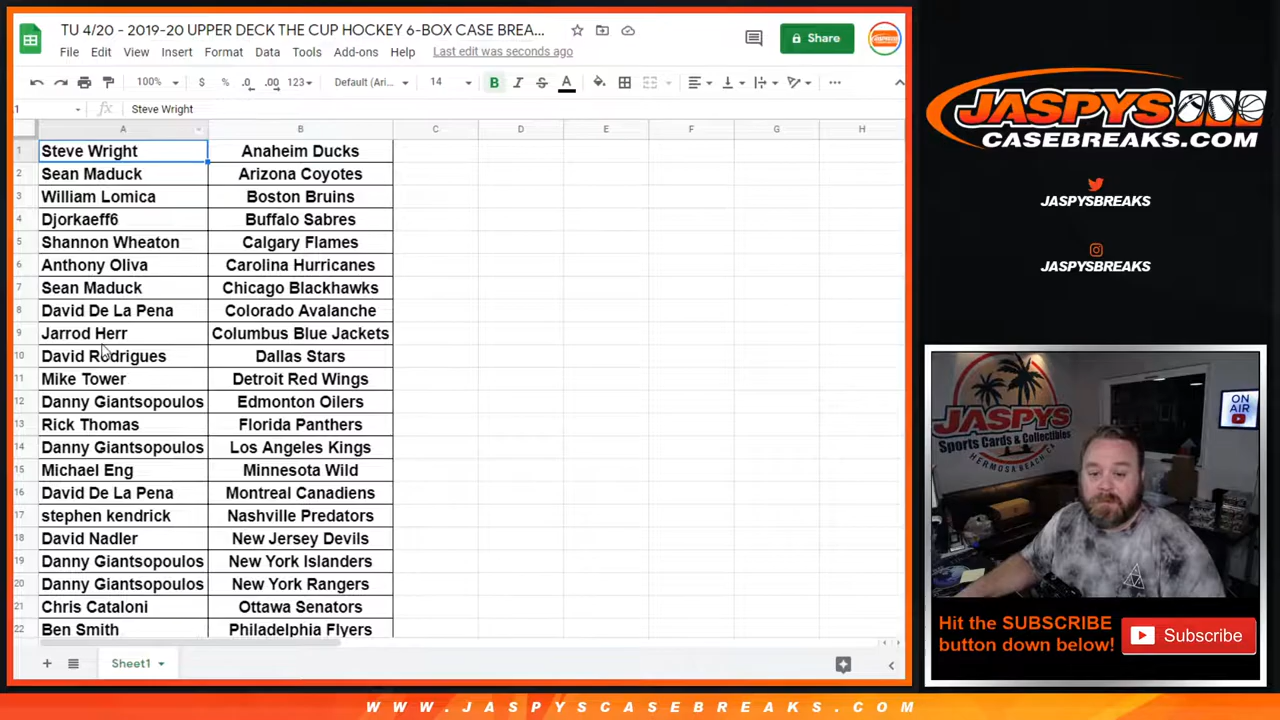 TU 4/20 - 2019-20 UPPER DECK THE CUP HOCKEY 6-BOX CASE BREA...
File Edit View Insert Format Data Tools Add-ons Help Last edit was seconds ago
Share
100% $ % .0 .00 123 Default (Ari... 14 B I S A
1 fx Steve Wright
A B C D E F G H
1 Steve Wright Anaheim Ducks
2 Sean Maduck Arizona Coyotes
3 William Lomica Boston Bruins
4 Djorkaeff6 Buffalo Sabres
5 Shannon Wheaton Calgary Flames
6 Anthony Oliva Carolina Hurricanes
7 Sean Maduck Chicago Blackhawks
8 David De La Pena Colorado Avalanche
9 Jarrod Herr Columbus Blue Jackets
10 David Rodrigues Dallas Stars
11 Mike Tower Detroit Red Wings
12 Danny Giantsopoulos Edmonton Oilers
13 Rick Thomas Florida Panthers
14 Danny Giantsopoulos Los Angeles Kings
15 Michael Eng Minnesota Wild
16 David De La Pena Montreal Canadiens
17 stephen kendrick Nashville Predators
18 David Nadler New Jersey Devils
19 Danny Giantsopoulos New York Islanders
20 Danny Giantsopoulos New York Rangers
21 Chris Cataloni Ottawa Senators
22 Ben Smith Philadelphia Flyers
Sheet1
JASPYS
CASEBREAKS.COM
JASPYSBREAKS
JASPYSBREAKS
JASPYS
Sports Cards & Collectibles
HERMOSA BEACH CA
ON
AIR
Hit the SUBSCRIBE
button down below!
Subscribe
WWW.JASPYSCASEBREAKS.COM